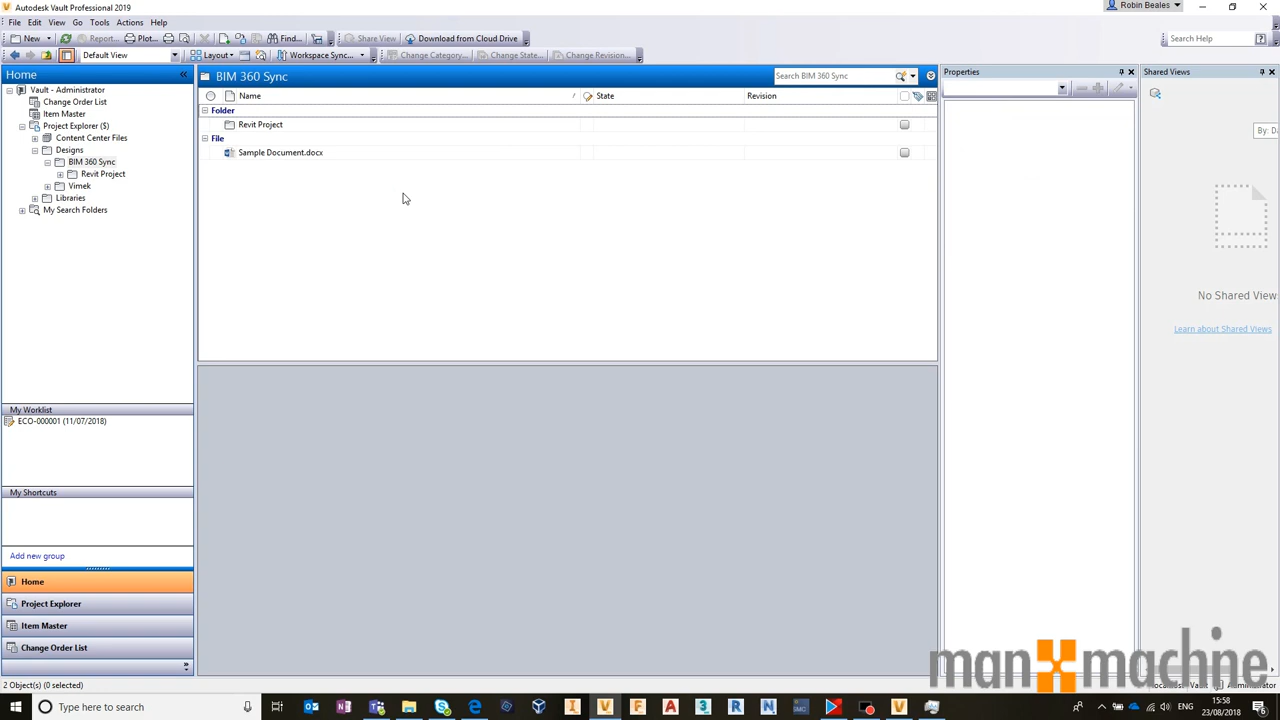 Autodesk Vault Professional 2019
Robin Beales
File Edit View Go Tools Actions Help
New Report... Plot... Find... Share View Download from Cloud Drive Search Help
Default View Layout Workspace Sync... Change Category... Change State... Change Revision...
Home
Vault - Administrator
Change Order List
Item Master
Project Explorer ($)
Content Center Files
Designs
BIM 360 Sync
Revit Project
Vimek
Libraries
My Search Folders
My Worklist
ECO-000001 (11/07/2018)
My Shortcuts
Add new group
Home
Project Explorer
Item Master
Change Order List
BIM 360 Sync
Search BIM 360 Sync
Name State Revision
Folder
Revit Project
File
Sample Document.docx
Properties
Shared Views
By: D
No Shared View
Learn about Shared Views
man machine
2 Object(s) (0 selected)
Vault
Administrator
Type here to search
ENG
15:58
23/08/2018